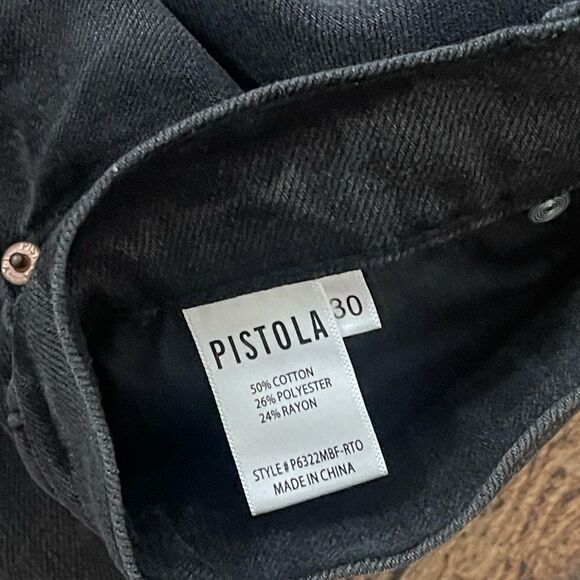 PISTOLA
30
50% COTTON
26% POLYESTER
24% RAYON
STYLE # P6322MBF-RTO
MADE IN CHINA